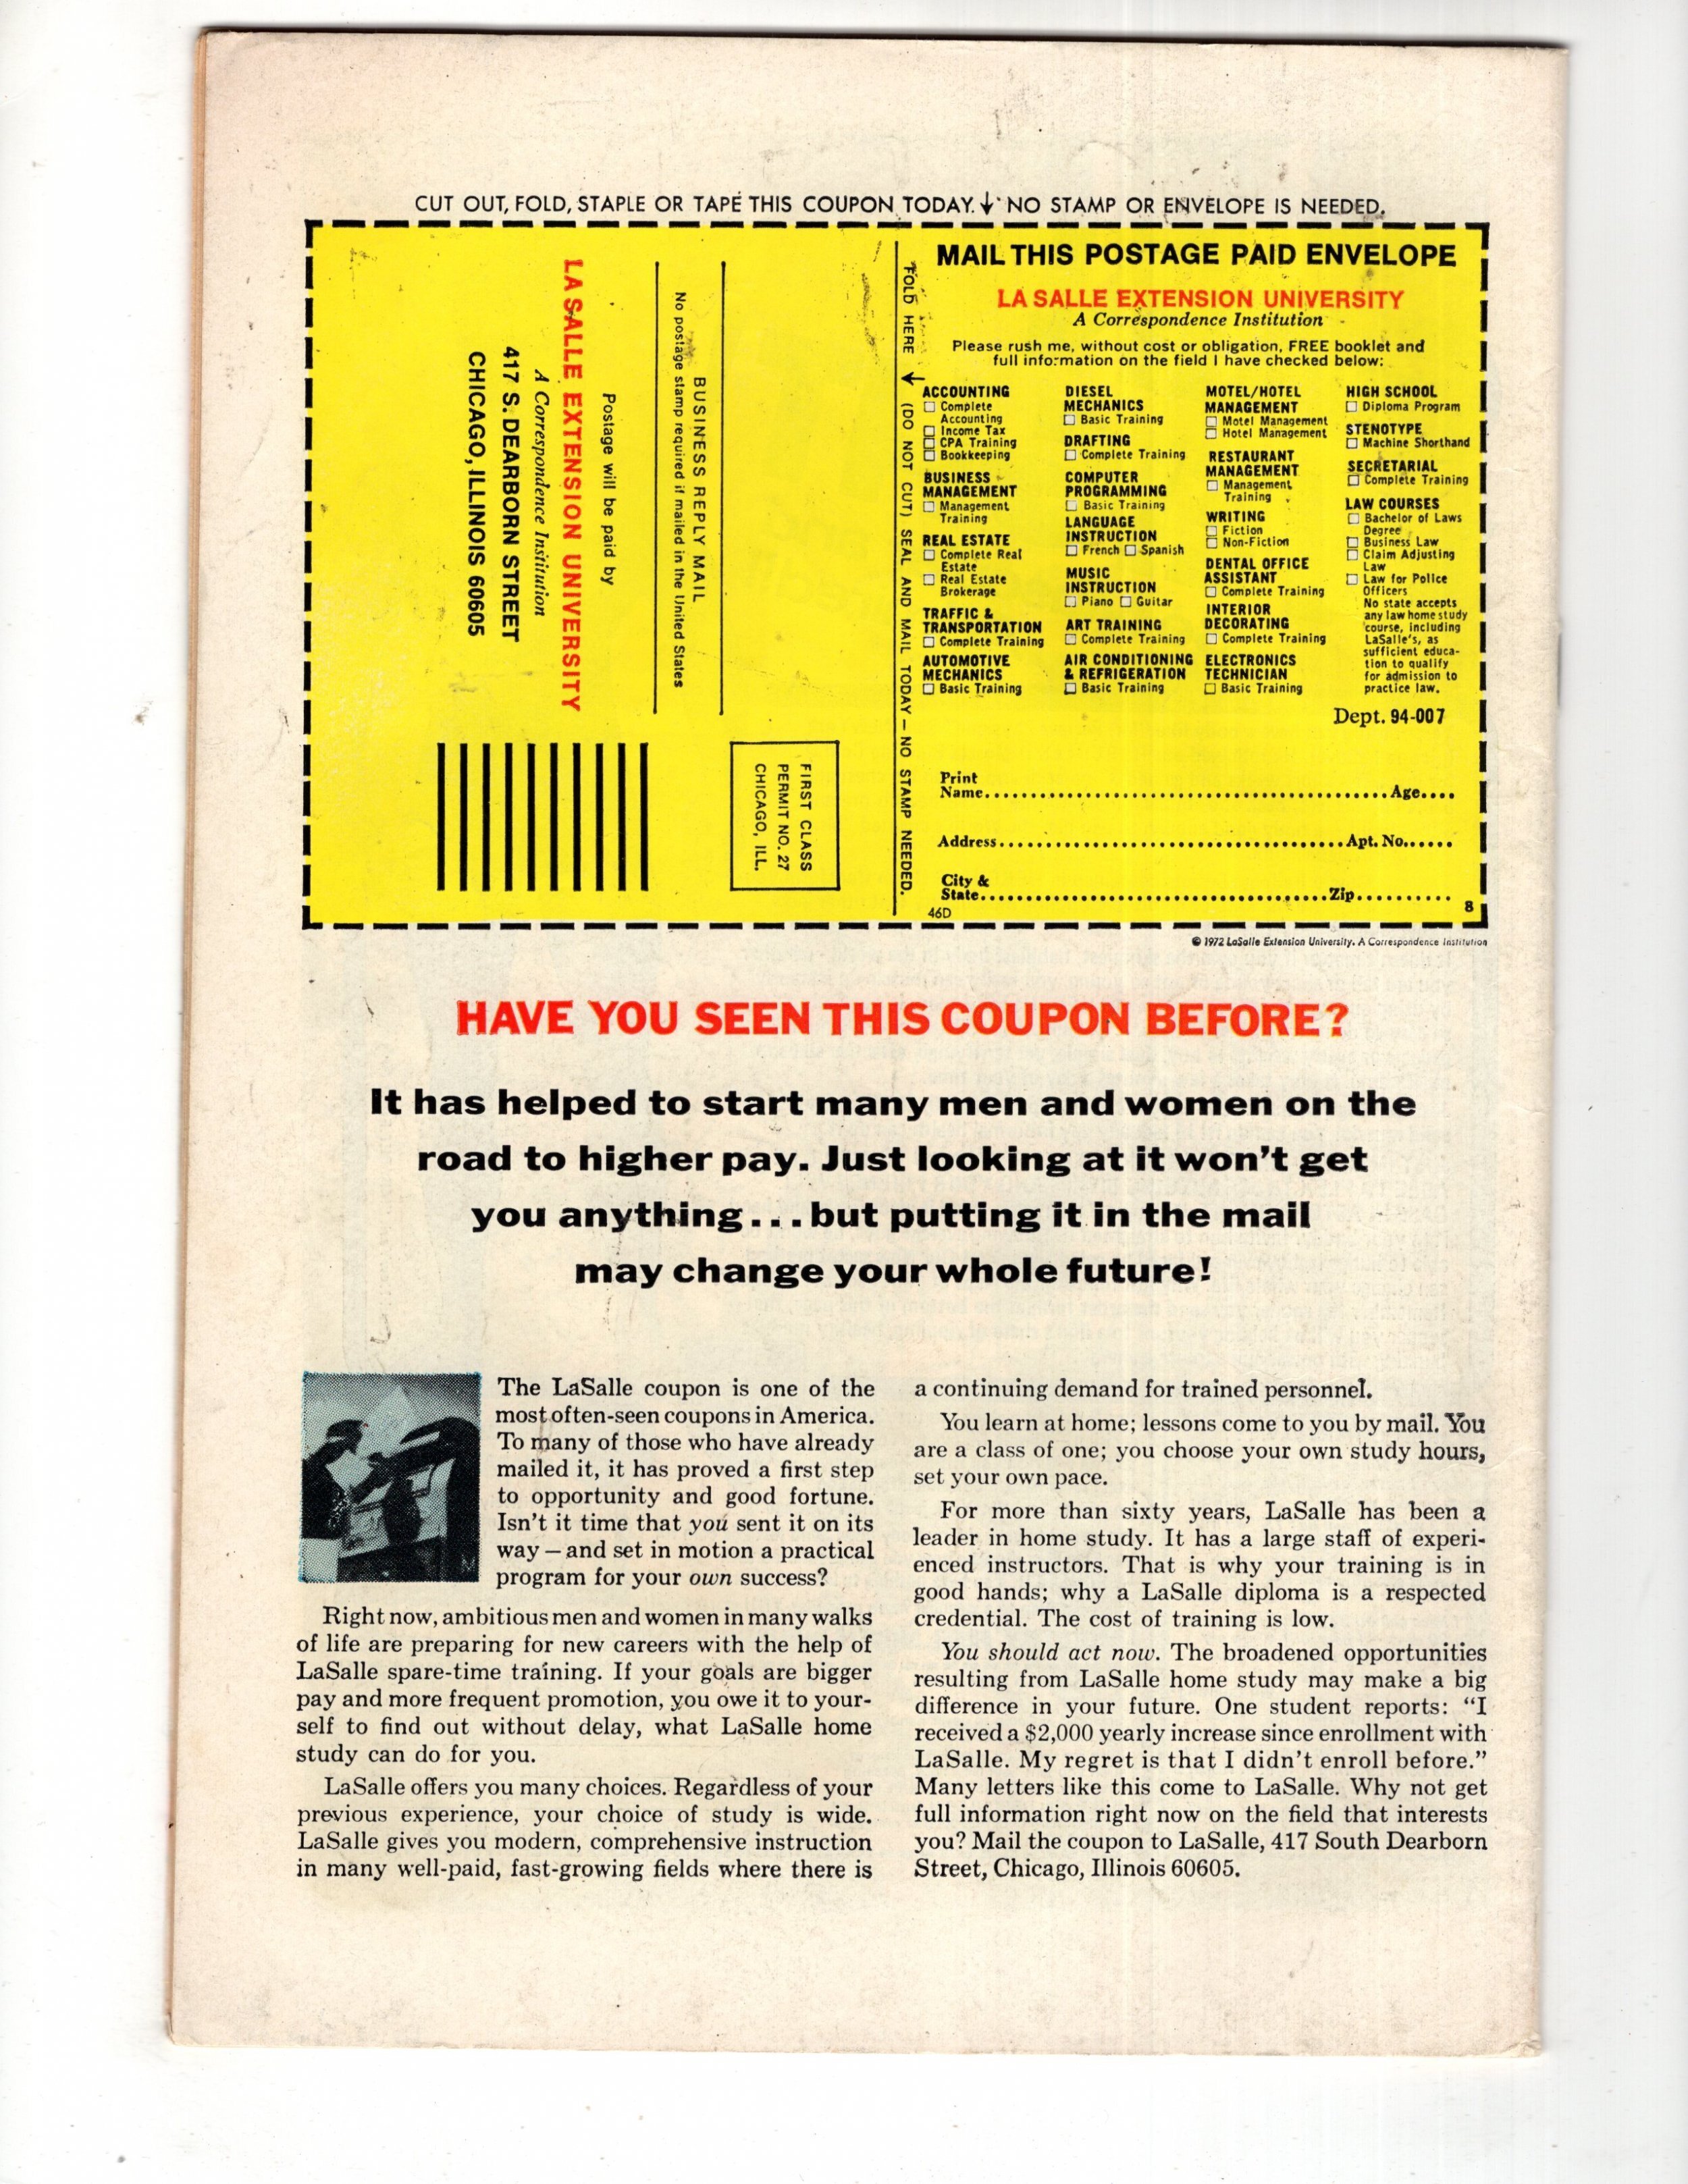 CUT OUT, FOLD, STAPLE OR TAPE THIS COUPON TODAY. ↓ NO STAMP OR ENVELOPE IS NEEDED.
BUSINESS REPLY MAIL
No postage stamp required if mailed in the United States
Postage will be paid by
LA SALLE EXTENSION UNIVERSITY
A Correspondence Institution
417 S. DEARBORN STREET
CHICAGO, ILLINOIS 60605
FIRST CLASS
PERMIT NO. 27
CHICAGO, ILL.
FOLD HERE → (DO NOT CUT) SEAL AND MAIL TODAY — NO STAMP NEEDED.
MAIL THIS POSTAGE PAID ENVELOPE
LA SALLE EXTENSION UNIVERSITY
A Correspondence Institution
Please rush me, without cost or obligation, FREE booklet and
full information on the field I have checked below:
ACCOUNTING
☐ Complete
Accounting
☐ Income Tax
☐ CPA Training
☐ Bookkeeping
BUSINESS
MANAGEMENT
☐ Management
Training
REAL ESTATE
☐ Complete Real
Estate
☐ Real Estate
Brokerage
TRAFFIC &
TRANSPORTATION
☐ Complete Training
AUTOMOTIVE
MECHANICS
☐ Basic Training
DIESEL
MECHANICS
☐ Basic Training
DRAFTING
☐ Complete Training
COMPUTER
PROGRAMMING
☐ Basic Training
LANGUAGE
INSTRUCTION
☐ French ☐ Spanish
MUSIC
INSTRUCTION
☐ Piano ☐ Guitar
ART TRAINING
☐ Complete Training
AIR CONDITIONING
& REFRIGERATION
☐ Basic Training
MOTEL/HOTEL
MANAGEMENT
☐ Motel Management
☐ Hotel Management
RESTAURANT
MANAGEMENT
☐ Management
Training
WRITING
☐ Fiction
☐ Non-Fiction
DENTAL OFFICE
ASSISTANT
☐ Complete Training
INTERIOR
DECORATING
☐ Complete Training
ELECTRONICS
TECHNICIAN
☐ Basic Training
HIGH SCHOOL
☐ Diploma Program
STENOTYPE
☐ Machine Shorthand
SECRETARIAL
☐ Complete Training
LAW COURSES
☐ Bachelor of Laws
Degree
☐ Business Law
☐ Claim Adjusting
Law
☐ Law for Police
Officers
No state accepts
any law home study
course, including
LaSalle's, as
sufficient educa-
tion to qualify
for admission to
practice law.
Dept. 94-007
Print
Name........Age....
Address........Apt. No......
City &
State........Zip..........
46D
8
© 1972 LaSalle Extension University. A Correspondence Institution
HAVE YOU SEEN THIS COUPON BEFORE?
It has helped to start many men and women on the
road to higher pay. Just looking at it won't get
you anything...but putting it in the mail
may change your whole future!
The LaSalle coupon is one of the
most often-seen coupons in America.
To many of those who have already
mailed it, it has proved a first step
to opportunity and good fortune.
Isn't it time that you sent it on its
way—and set in motion a practical
program for your own success?
Right now, ambitious men and women in many walks
of life are preparing for new careers with the help of
LaSalle spare-time training. If your goals are bigger
pay and more frequent promotion, you owe it to your-
self to find out without delay, what LaSalle home
study can do for you.
LaSalle offers you many choices. Regardless of your
previous experience, your choice of study is wide.
LaSalle gives you modern, comprehensive instruction
in many well-paid, fast-growing fields where there is
a continuing demand for trained personnel.
You learn at home; lessons come to you by mail. You
are a class of one; you choose your own study hours,
set your own pace.
For more than sixty years, LaSalle has been a
leader in home study. It has a large staff of experi-
enced instructors. That is why your training is in
good hands; why a LaSalle diploma is a respected
credential. The cost of training is low.
You should act now. The broadened opportunities
resulting from LaSalle home study may make a big
difference in your future. One student reports: “I
received a $2,000 yearly increase since enrollment with
LaSalle. My regret is that I didn't enroll before.”
Many letters like this come to LaSalle. Why not get
full information right now on the field that interests
you? Mail the coupon to LaSalle, 417 South Dearborn
Street, Chicago, Illinois 60605.